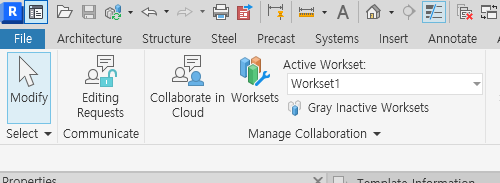 R
File Architecture Structure Steel Precast Systems Insert Annotate
Modify
Select
Editing
Requests
Communicate
Collaborate in
Cloud
Worksets
Active Workset:
Workset1
Gray Inactive Worksets
Manage Collaboration
Properties
Template Information